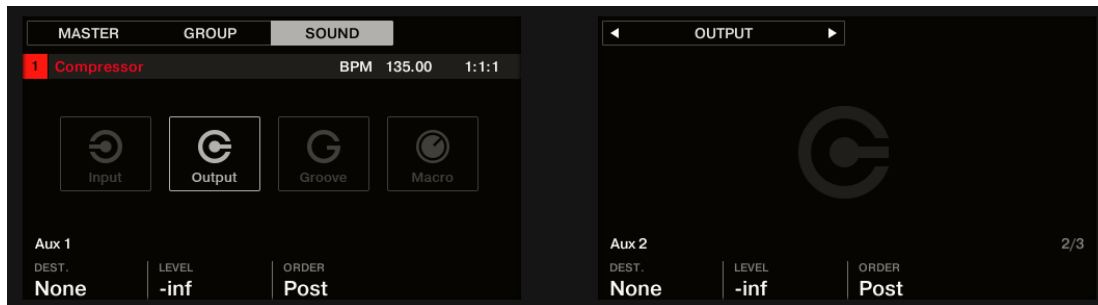 MASTER GROUP SOUND
1 Compressor BPM 135.00 1:1:1
Input Output Groove Macro
Aux 1
DEST. LEVEL ORDER
None -inf Post
OUTPUT
Aux 2 2/3
DEST. LEVEL ORDER
None -inf Post